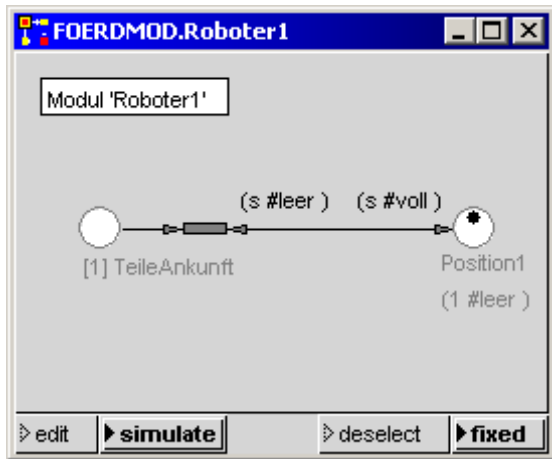 FOERDMOD.Roboter1
Modul 'Roboter1'
(s #leer ) (s #voll )
[1] TeileAnkunft
Position1
(1 #leer )
edit simulate deselect fixed